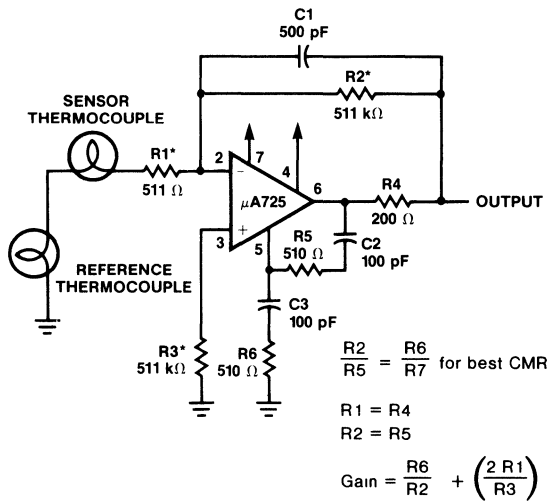 C1
500 pF
R2*
511 kΩ
SENSOR
THERMOCOUPLE
R1*
511 Ω
2
7
4
6
−
μA725
+
3
5
R4
200 Ω
OUTPUT
R5
510 Ω
C2
100 pF
REFERENCE
THERMOCOUPLE
C3
100 pF
R3*
511 kΩ
R6
510 Ω
R2/R5 = R6/R7 for best CMR
R1 = R4
R2 = R5
Gain = R6/R2 + (2 R1/R3)